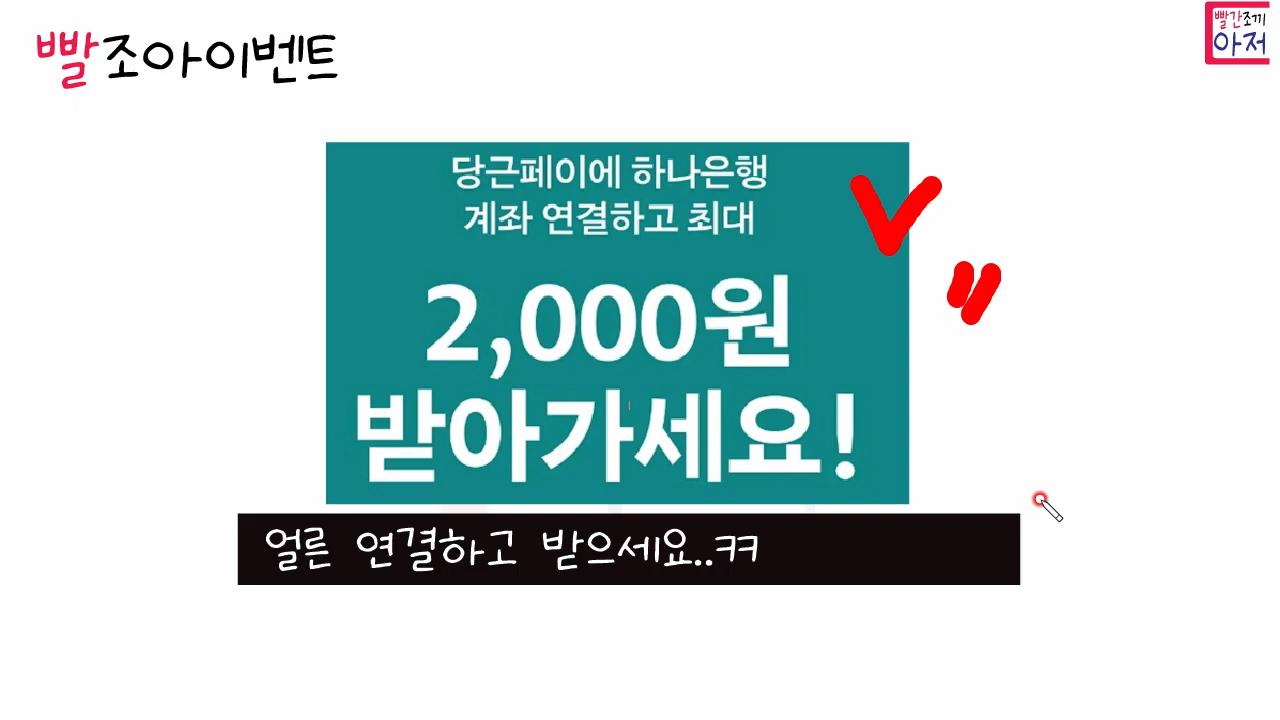 빨조아이벤트
빨간조끼
아저
당근페이에 하나은행
계좌 연결하고 최대
2,000원
받아가세요!
얼른 연결하고 받으세요..ㅋㅋ